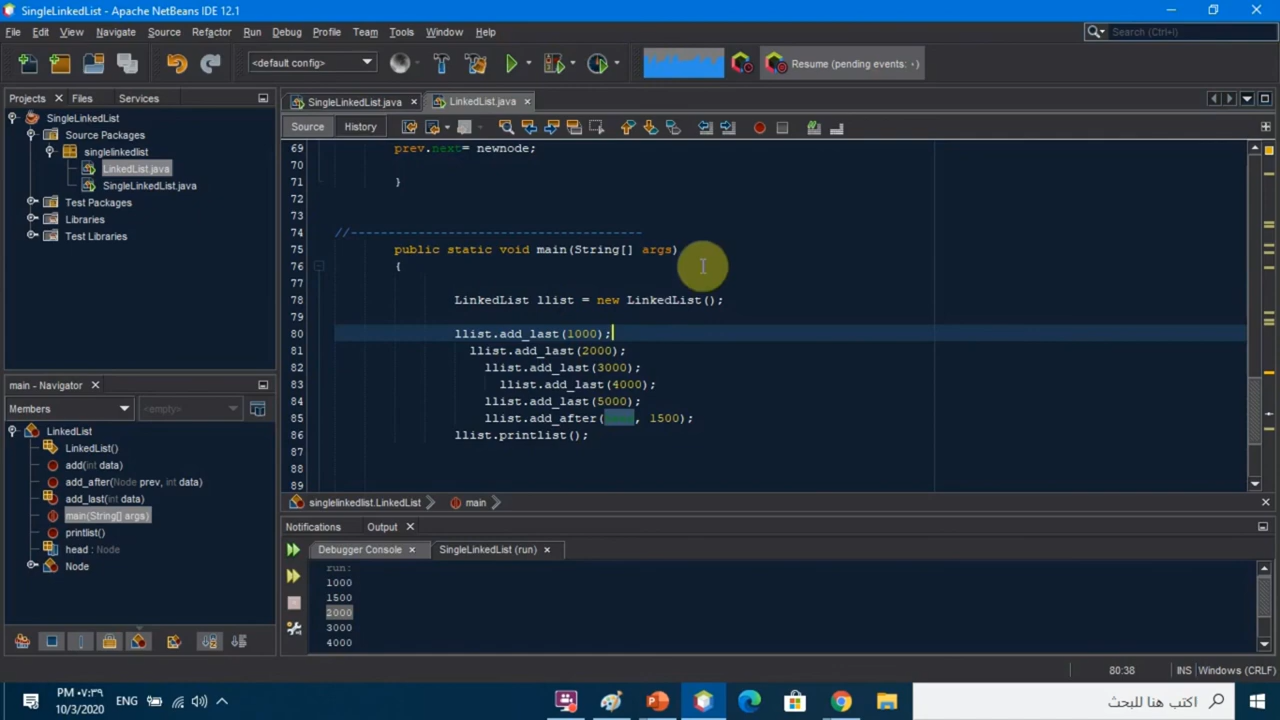 SingleLinkedList - Apache NetBeans IDE 12.1
File Edit View Navigate Source Refactor Run Debug Profile Team Tools Window Help
Search (Ctrl+I)
<default config>
Resume (pending events: -)
Projects Files Services
SingleLinkedList
Source Packages
singlelinkedlist
LinkedList.java
SingleLinkedList.java
Test Packages
Libraries
Test Libraries
main - Navigator
Members <empty>
LinkedList
LinkedList()
add(int data)
add_after(Node prev, int data)
add_last(int data)
main(String[] args)
printlist()
head : Node
Node
SingleLinkedList.java LinkedList.java
Source History
69 prev.next= newnode;
70
71 }
72
73
74 //---------------------------------------
75 public static void main(String[] args)
76 {
77
78 LinkedList llist = new LinkedList();
79
80 llist.add_last(1000);
81 llist.add_last(2000);
82 llist.add_last(3000);
83 llist.add_last(4000);
84 llist.add_last(5000);
85 llist.add_after( , 1500);
86 llist.printlist();
87
88
89
singlelinkedlist.LinkedList main
Notifications Output
Debugger Console SingleLinkedList (run)
run:
1000
1500
2000
3000
4000
80:38 INS Windows (CRLF)
PM ٠٧:٣٩
10/3/2020
ENG
اكتب هنا للبحث